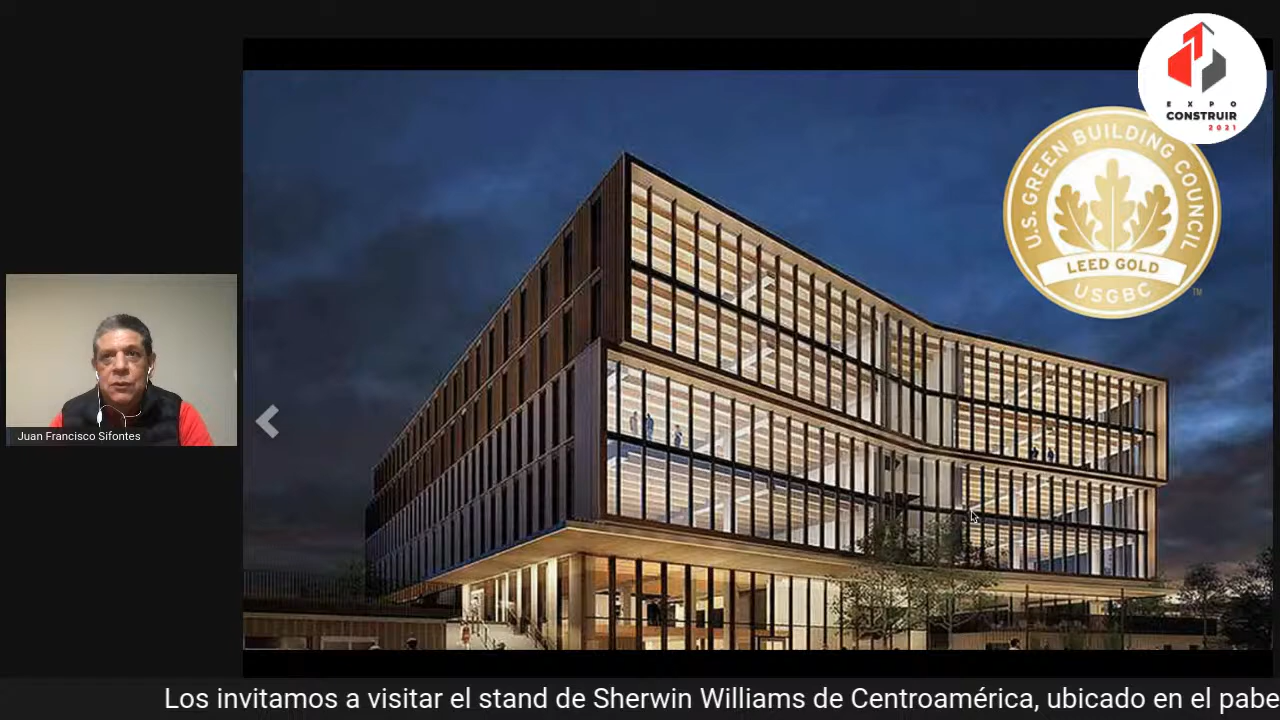 EXPO
CONSTRUIR
2021
U.S. GREEN BUILDING COUNCIL
LEED GOLD
USGBC
TM
Juan Francisco Sifontes
Los invitamos a visitar el stand de Sherwin Williams de Centroamérica, ubicado en el pabe